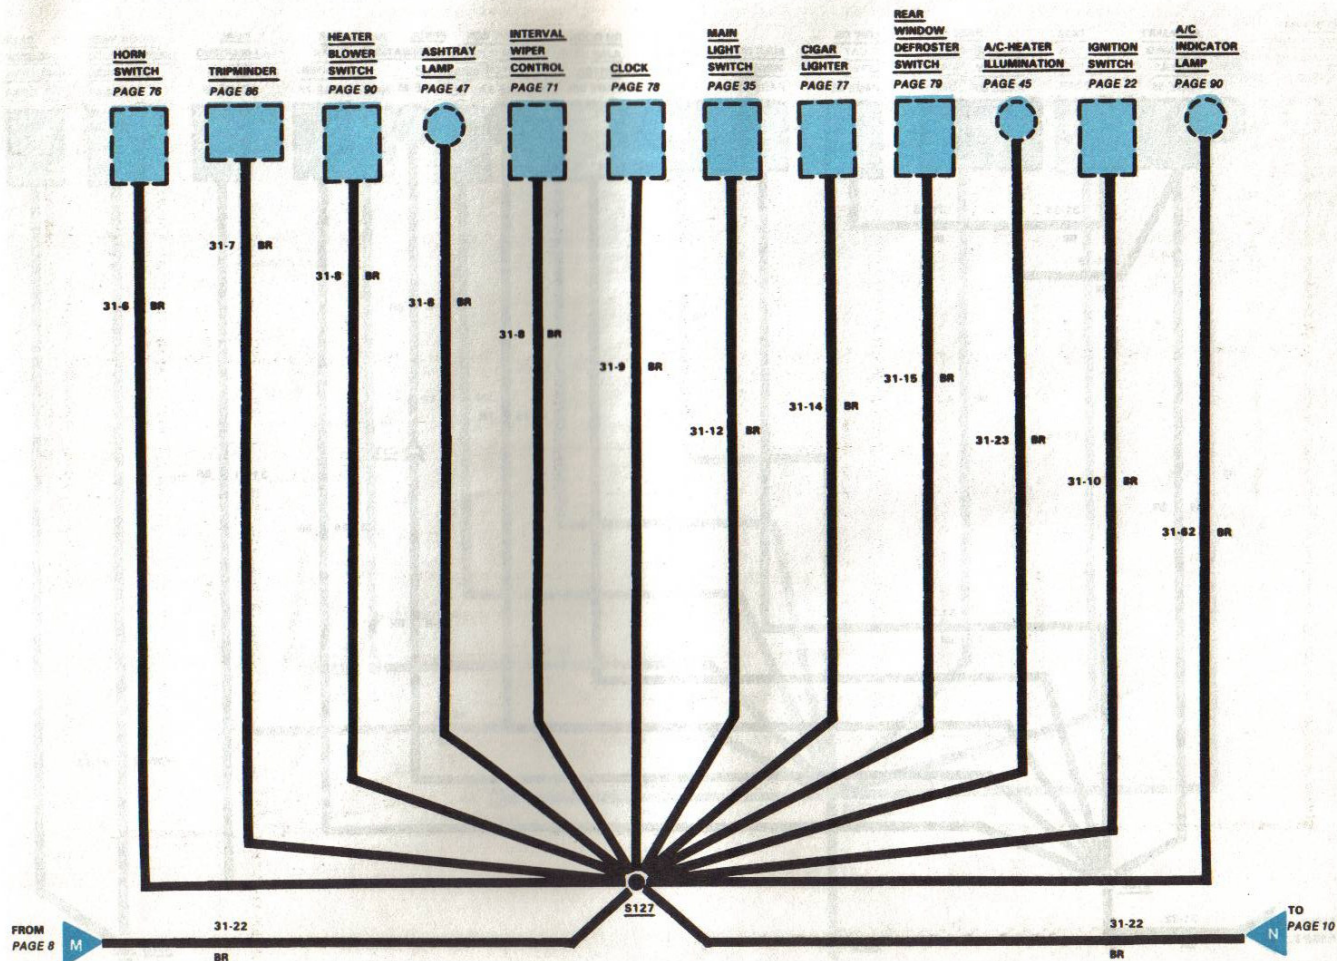 HORN
SWITCH
PAGE 76
TRIPMINDER
PAGE 86
HEATER
BLOWER
SWITCH
PAGE 90
ASHTRAY
LAMP
PAGE 47
INTERVAL
WIPER
CONTROL
PAGE 71
CLOCK
PAGE 78
MAIN
LIGHT
SWITCH
PAGE 35
CIGAR
LIGHTER
PAGE 77
REAR
WINDOW
DEFROSTER
SWITCH
PAGE 79
A/C-HEATER
ILLUMINATION
PAGE 45
IGNITION
SWITCH
PAGE 22
A/C
INDICATOR
LAMP
PAGE 90
31-7 BR
31-8 BR
31-6 BR
31-8 BR
31-8 BR
31-9 BR
31-15 BR
31-14 BR
31-12 BR
31-23 BR
31-10 BR
31-62 BR
S127
FROM
PAGE 8
M
31-22
BR
31-22
BR
N
TO
PAGE 10